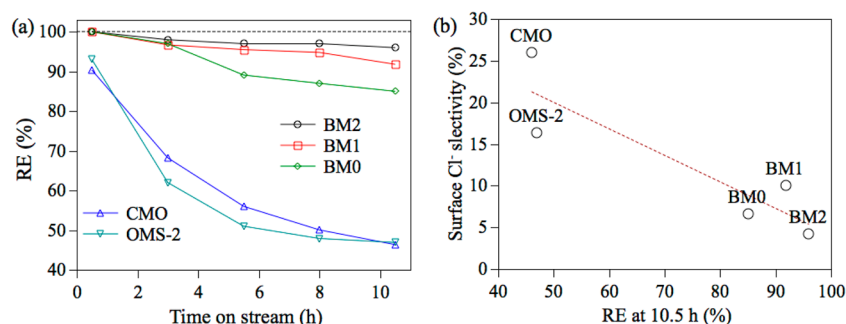 (a)
100
90
80
70
60
50
40
RE (%)
BM2
BM1
BM0
CMO
OMS-2
0
2
4
6
8
10
Time on stream (h)
(b)
30
25
20
15
10
5
0
Surface Cl⁻ slectivity (%)
CMO
OMS-2
BM1
BM0
BM2
40
50
60
70
80
90
100
RE at 10.5 h (%)